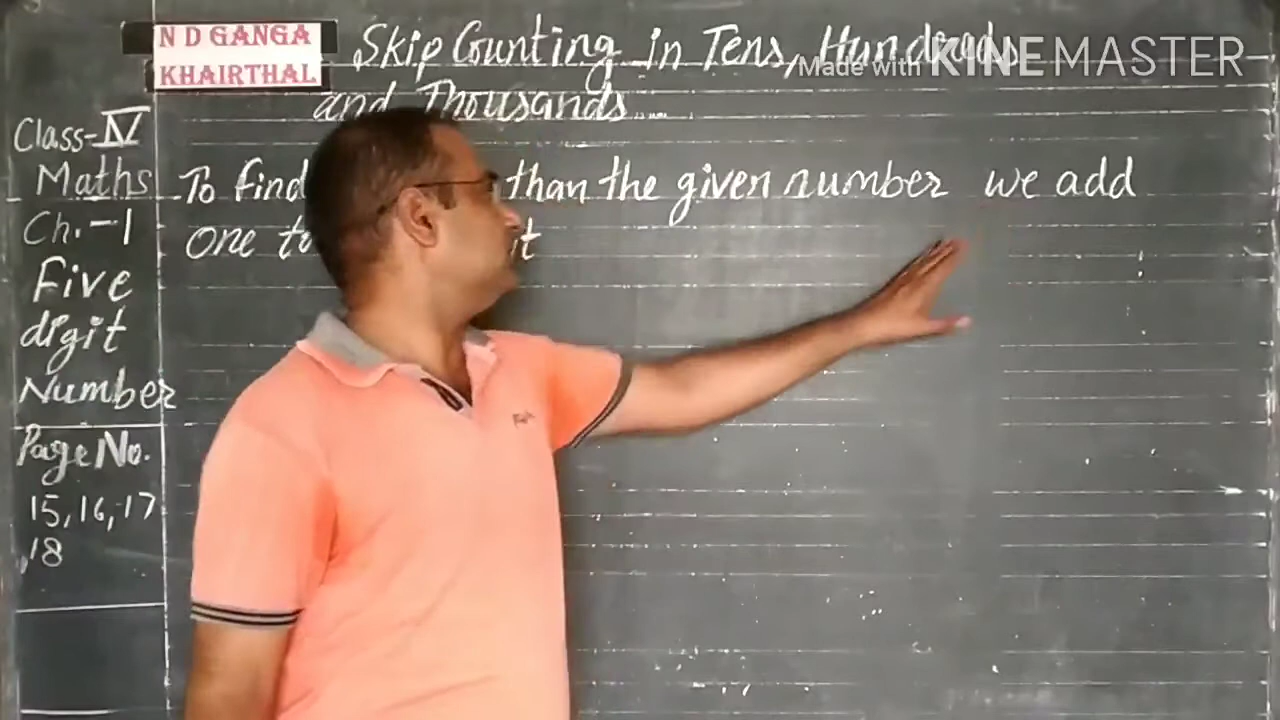 N D GANGA
KHAIRTHAL
Skip Counting in Tens, Hundreds
and Thousands....
Made with KINEMASTER
Class-IV
Maths
Ch.-1
Five
digit
Number
Page No.
15, 16, 17
, 18
To find than the given number we add
One